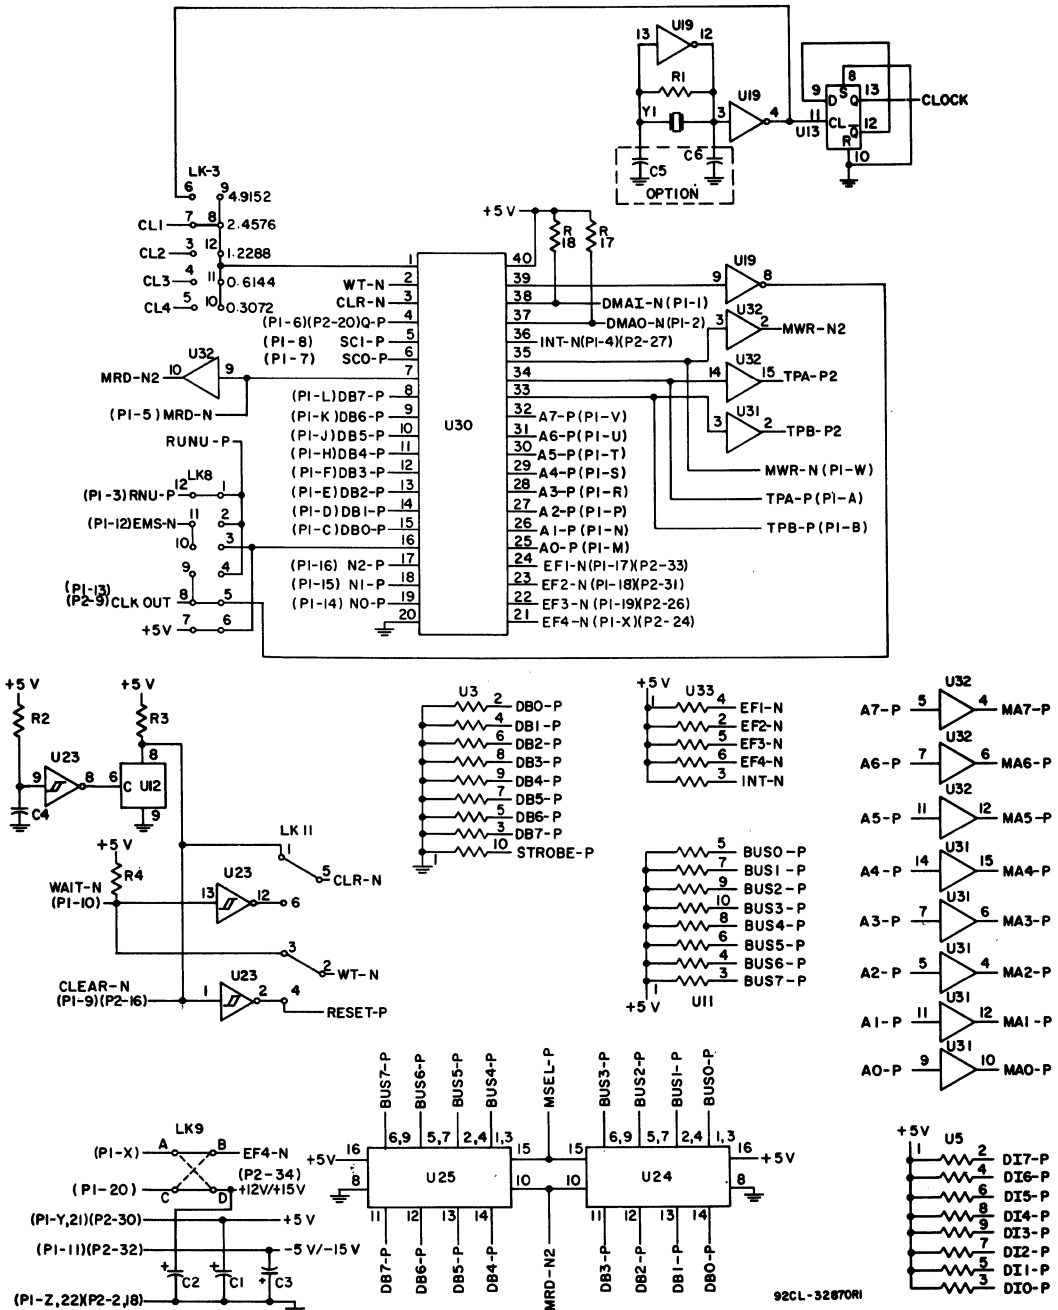 U19
13 12
R1
Y1
U19
3 4
C5 C6
OPTION
8
9 D S Q 13 CLOCK
11 CL Q 12
U13 R
10
LK-3
6 9 4.9152
CL1 7 8 2.4576
CL2 3 12 1.2288
CL3 4 11 0.6144
CL4 5 10 0.3072
+5V
R 18
R 17
U30
1
WT-N 2
CLR-N 3
(P1-6)(P2-20)Q-P 4
(P1-8) SC1-P 5
(P1-7) SC0-P 6
7
(P1-L)DB7-P 8
(P1-K)DB6-P 9
(P1-J)DB5-P 10
(P1-H)DB4-P 11
(P1-F)DB3-P 12
(P1-E)DB2-P 13
(P1-D)DB1-P 14
(P1-C)DB0-P 15
16
(P1-16) N2-P 17
(P1-15) N1-P 18
(P1-14) N0-P 19
20
40
39
38 DMAI-N(P1-1)
37 DMAO-N(P1-2)
36 INT-N(P1-4)(P2-27)
35
34
33
32 A7-P(P1-V)
31 A6-P(P1-U)
30 A5-P(P1-T)
29 A4-P(P1-S)
28 A3-P(P1-R)
27 A2-P(P1-P)
26 A1-P(P1-N)
25 A0-P(P1-M)
24 EF1-N(P1-17)(P2-33)
23 EF2-N(P1-18)(P2-31)
22 EF3-N(P1-19)(P2-26)
21 EF4-N(P1-X)(P2-24)
U19
9 8
U32
3 2 MWR-N2
U32
14 15 TPA-P2
U31
3 2 TPB-P2
MWR-N(P1-W)
TPA-P(P1-A)
TPB-P(P1-B)
U32
MRD-N2 10 9
(P1-5)MRD-N
RUNU-P
LK8
(P1-3)RNU-P 12 1
(P1-12)EMS-N 11 2
10 3
9 4
(P1-13)
(P2-9)CLK OUT 8 5
+5V 7 6
+5V
R2
+5V
R3
U23
9 8
C4
6 C U12
8
9
+5V
R4
WAIT-N
(P1-10)
U23
13 12 6
LK11
1
5 CLR-N
3
2 WT-N
CLEAR-N
(P1-9)(P2-16)
U23
1 2 4
RESET-P
U3
2 DB0-P
4 DB1-P
6 DB2-P
8 DB3-P
9 DB4-P
7 DB5-P
5 DB6-P
3 DB7-P
10 STROBE-P
1
+5V
1
U33
4 EF1-N
2 EF2-N
5 EF3-N
6 EF4-N
3 INT-N
5 BUS0-P
7 BUS1-P
9 BUS2-P
10 BUS3-P
8 BUS4-P
6 BUS5-P
4 BUS6-P
3 BUS7-P
1
+5V U11
U32
A7-P 5 4 MA7-P
U32
A6-P 7 6 MA6-P
U32
A5-P 11 12 MA5-P
U31
A4-P 14 15 MA4-P
U31
A3-P 7 6 MA3-P
U31
A2-P 5 4 MA2-P
U31
A1-P 11 12 MA1-P
U31
A0-P 9 10 MA0-P
LK9
(P1-X) A B EF4-N
(P2-34)
(P1-20) C D +12V/+15V
(P1-Y,21)(P2-30) +5V
(P1-11)(P2-32) -5V/-15V
+ C2 + C1 + C3
(P1-Z,22)(P2-2,18)
BUS7-P BUS6-P BUS5-P BUS4-P
MSEL-P
BUS3-P BUS2-P BUS1-P BUS0-P
6,9 5,7 2,4 1,3
6,9 5,7 2,4 1,3
+5V 16 15
15 16 +5V
U25
U24
8 10
10 8
11 12 13 14
11 12 13 14
DB7-P DB6-P DB5-P DB4-P
MRD-N2
DB3-P DB2-P DB1-P DB0-P
+5V
1
U5
2 DI7-P
4 DI6-P
6 DI5-P
8 DI4-P
9 DI3-P
7 DI2-P
5 DI1-P
3 DI0-P
92CL-32870R1